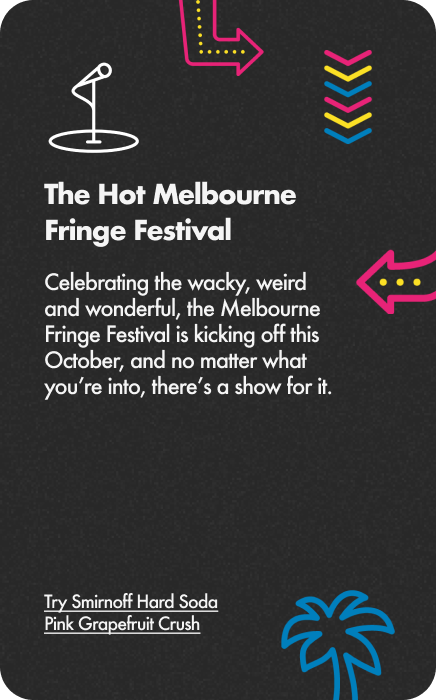 The Hot Melbourne
Fringe Festival
Celebrating the wacky, weird
and wonderful, the Melbourne
Fringe Festival is kicking off this
October, and no matter what
you’re into, there’s a show for it.
Try Smirnoff Hard Soda
Pink Grapefruit Crush